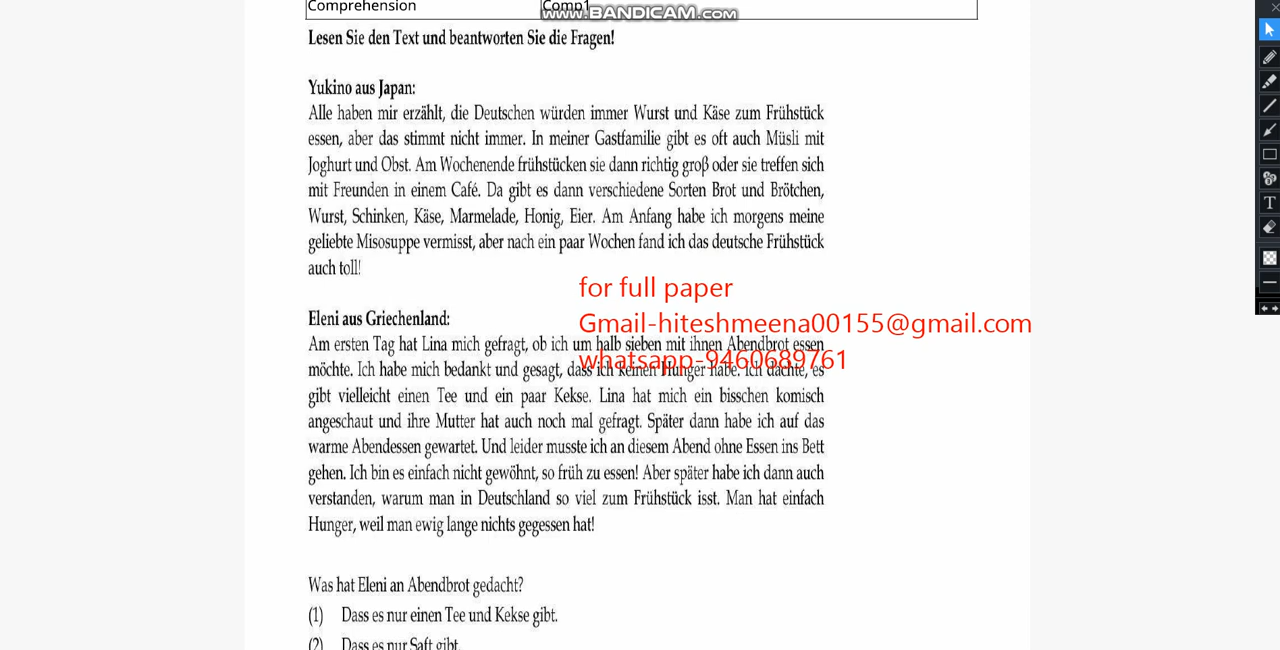 Comprehension Comp1
www.BANDICAM.com
Lesen Sie den Text und beantworten Sie die Fragen!
Yukino aus Japan:
Alle haben mir erzählt, die Deutschen würden immer Wurst und Käse zum Frühstück
essen, aber das stimmt nicht immer. In meiner Gastfamilie gibt es oft auch Müsli mit
Joghurt und Obst. Am Wochenende frühstücken sie dann richtig groß oder sie treffen sich
mit Freunden in einem Café. Da gibt es dann verschiedene Sorten Brot und Brötchen,
Wurst, Schinken, Käse, Marmelade, Honig, Eier. Am Anfang habe ich morgens meine
geliebte Misosuppe vermisst, aber nach ein paar Wochen fand ich das deutsche Frühstück
auch toll!
for full paper
Eleni aus Griechenland:
Gmail-hiteshmeena00155@gmail.com
Am ersten Tag hat Lina mich gefragt, ob ich um halb sieben mit ihnen Abendbrot essen
whatsapp-9460689761
möchte. Ich habe mich bedankt und gesagt, dass ich keinen Hunger habe. Ich dachte, es
gibt vielleicht einen Tee und ein paar Kekse. Lina hat mich ein bisschen komisch
angeschaut und ihre Mutter hat auch noch mal gefragt. Später dann habe ich auf das
warme Abendessen gewartet. Und leider musste ich an diesem Abend ohne Essen ins Bett
gehen. Ich bin es einfach nicht gewöhnt, so früh zu essen! Aber später habe ich dann auch
verstanden, warum man in Deutschland so viel zum Frühstück isst. Man hat einfach
Hunger, weil man ewig lange nichts gegessen hat!
Was hat Eleni an Abendbrot gedacht?
(1) Dass es nur einen Tee und Kekse gibt.
(2) Dass es nur Saft gibt.